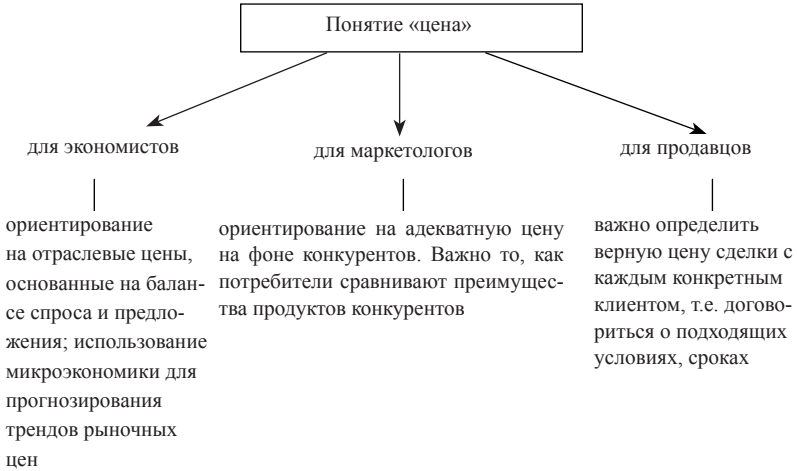 Понятие «цена»
для экономистов
для маркетологов
для продавцов
ориентирование
на отраслевые цены,
основанные на балан-
се спроса и предло-
жения; использование
микроэкономики для
прогнозирования
трендов рыночных
цен
ориентирование на адекватную цену
на фоне конкурентов. Важно то, как
потребители сравнивают преимущес-
тва продуктов конкурентов
важно определить
верную цену сделки с
каждым конкретным
клиентом, т.е. догово-
риться о подходящих
условиях, сроках